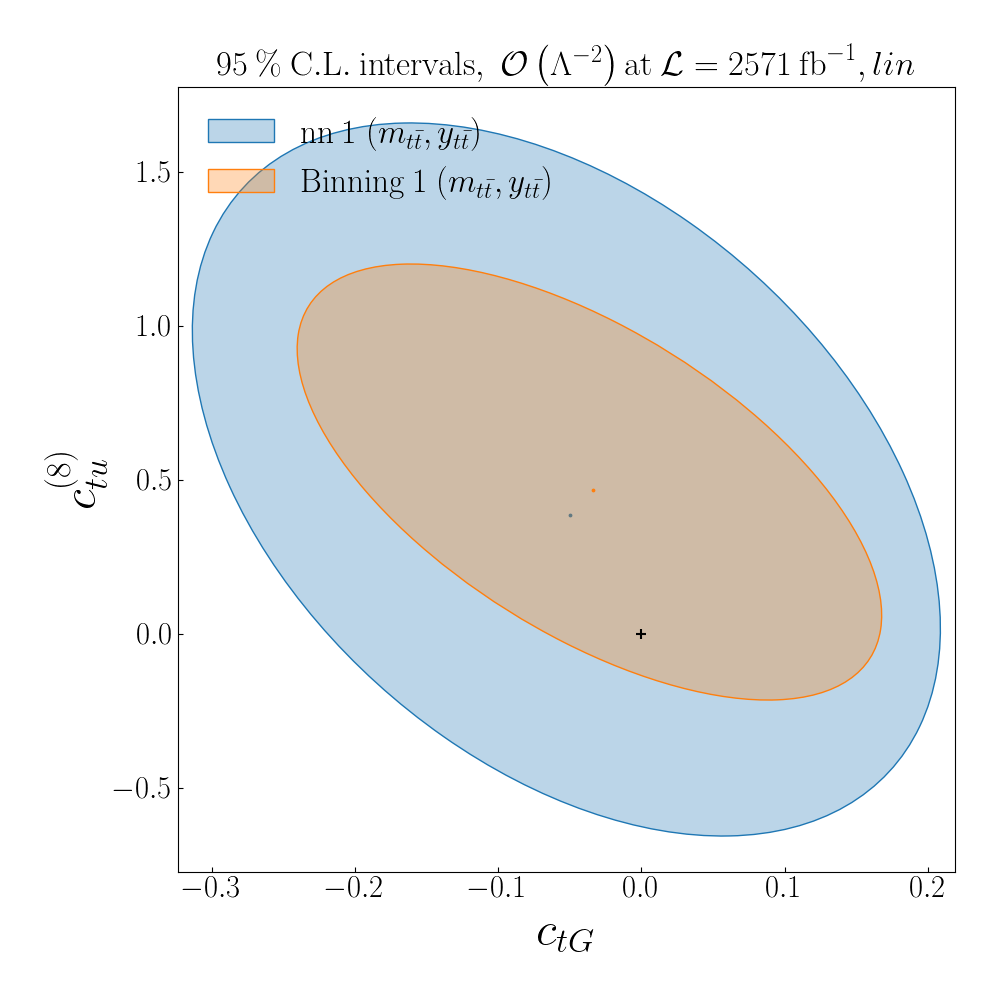 95 % C.L. intervals, 𝒪 (Λ⁻²) at ℒ = 2571 fb⁻¹, lin
nn 1 (m_{tt̄}, y_{tt̄})
Binning 1 (m_{tt̄}, y_{tt̄})
1.5
1.0
0.5
0.0
−0.5
c_{tu}^{(8)}
−0.3 −0.2 −0.1 0.0 0.1 0.2
c_{tG}